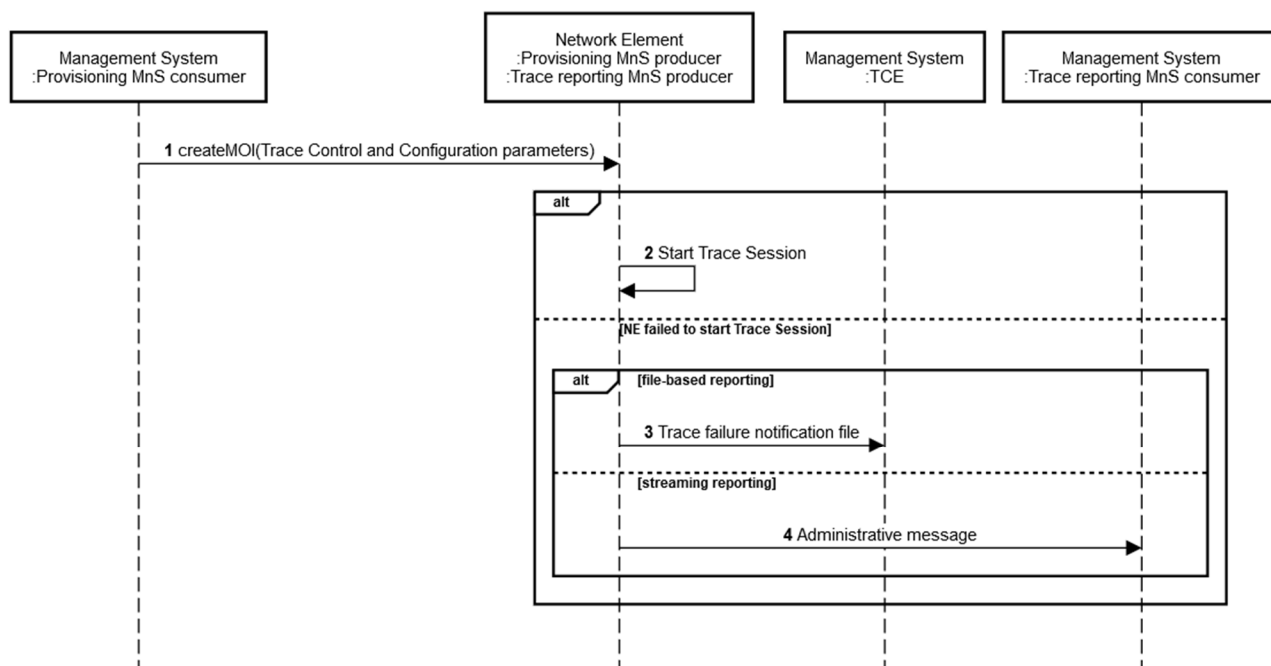 Management System
:Provisioning MnS consumer
Network Element
:Provisioning MnS producer
:Trace reporting MnS producer
Management System
:TCE
Management System
:Trace reporting MnS consumer
1 createMOI(Trace Control and Configuration parameters)
alt
2 Start Trace Session
[NE failed to start Trace Session]
alt
[file-based reporting]
3 Trace failure notification file
[streaming reporting]
4 Administrative message